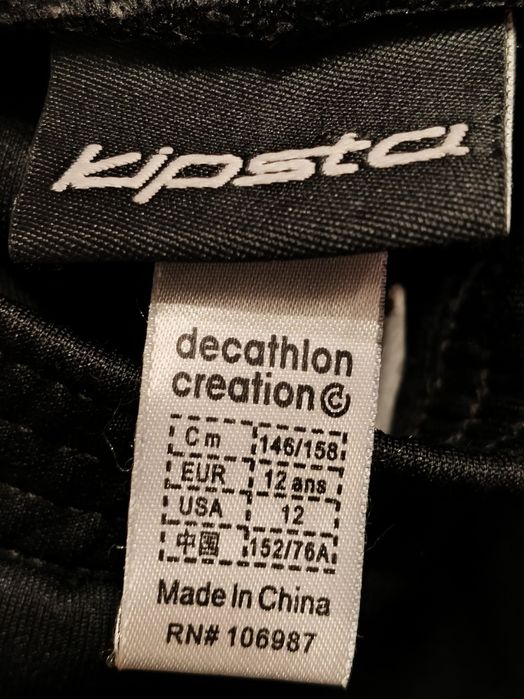 kipsta
decathlon
creation
Cm 146/158
EUR 12 ans
USA 12
中国 152/76A
Made In China
RN# 106987